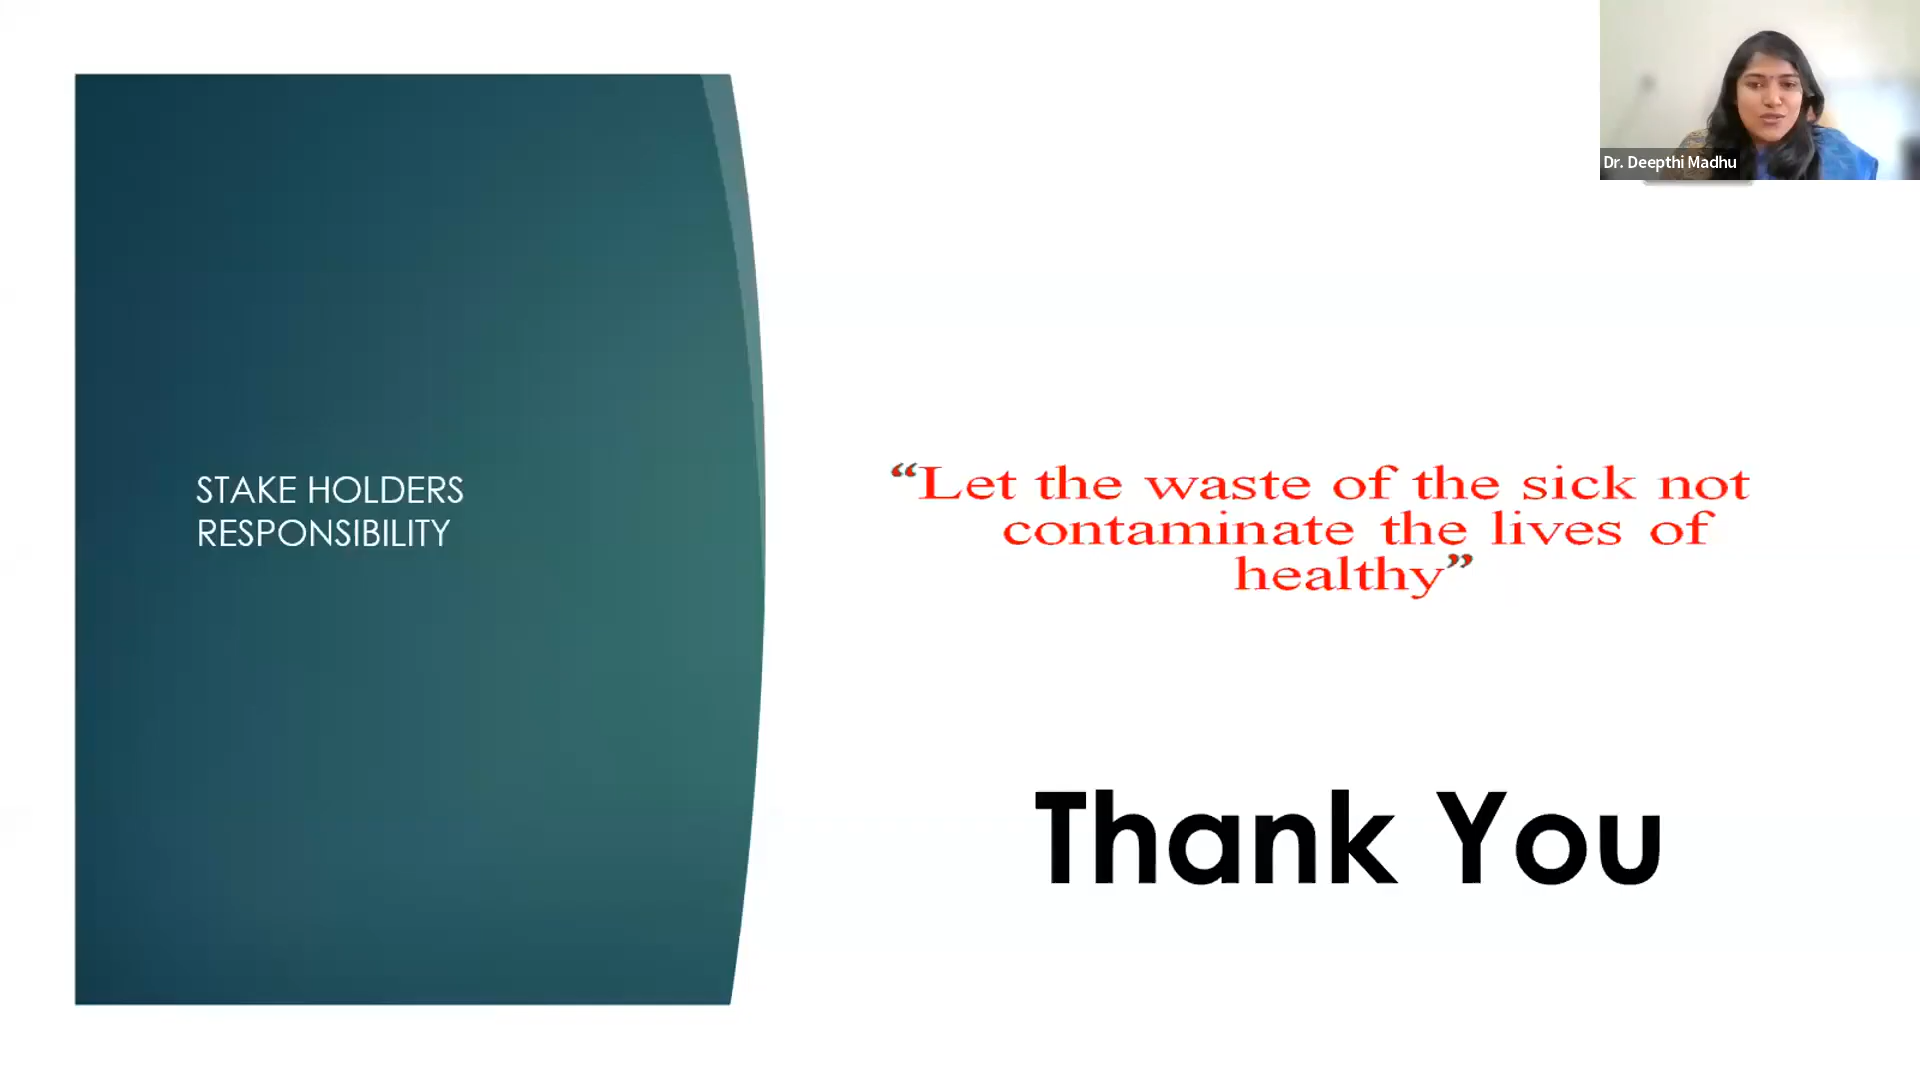 STAKE HOLDERS
RESPONSIBILITY
“Let the waste of the sick not
contaminate the lives of
healthy”
Thank You
Dr. Deepthi Madhu